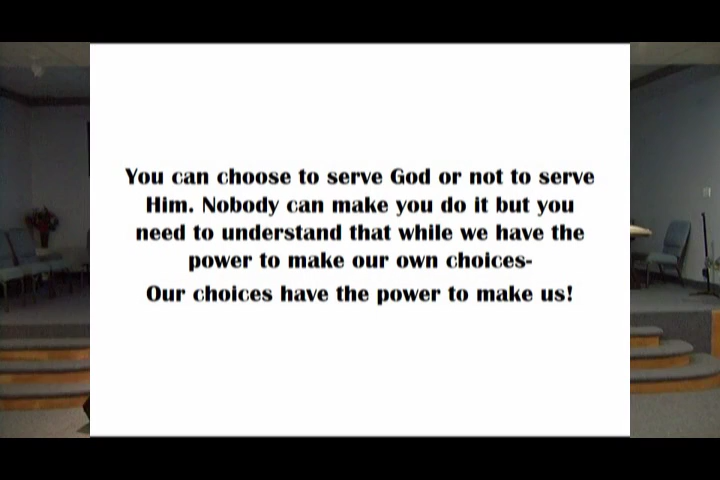 You can choose to serve God or not to serve
Him. Nobody can make you do it but you
need to understand that while we have the
power to make our own choices-
Our choices have the power to make us!